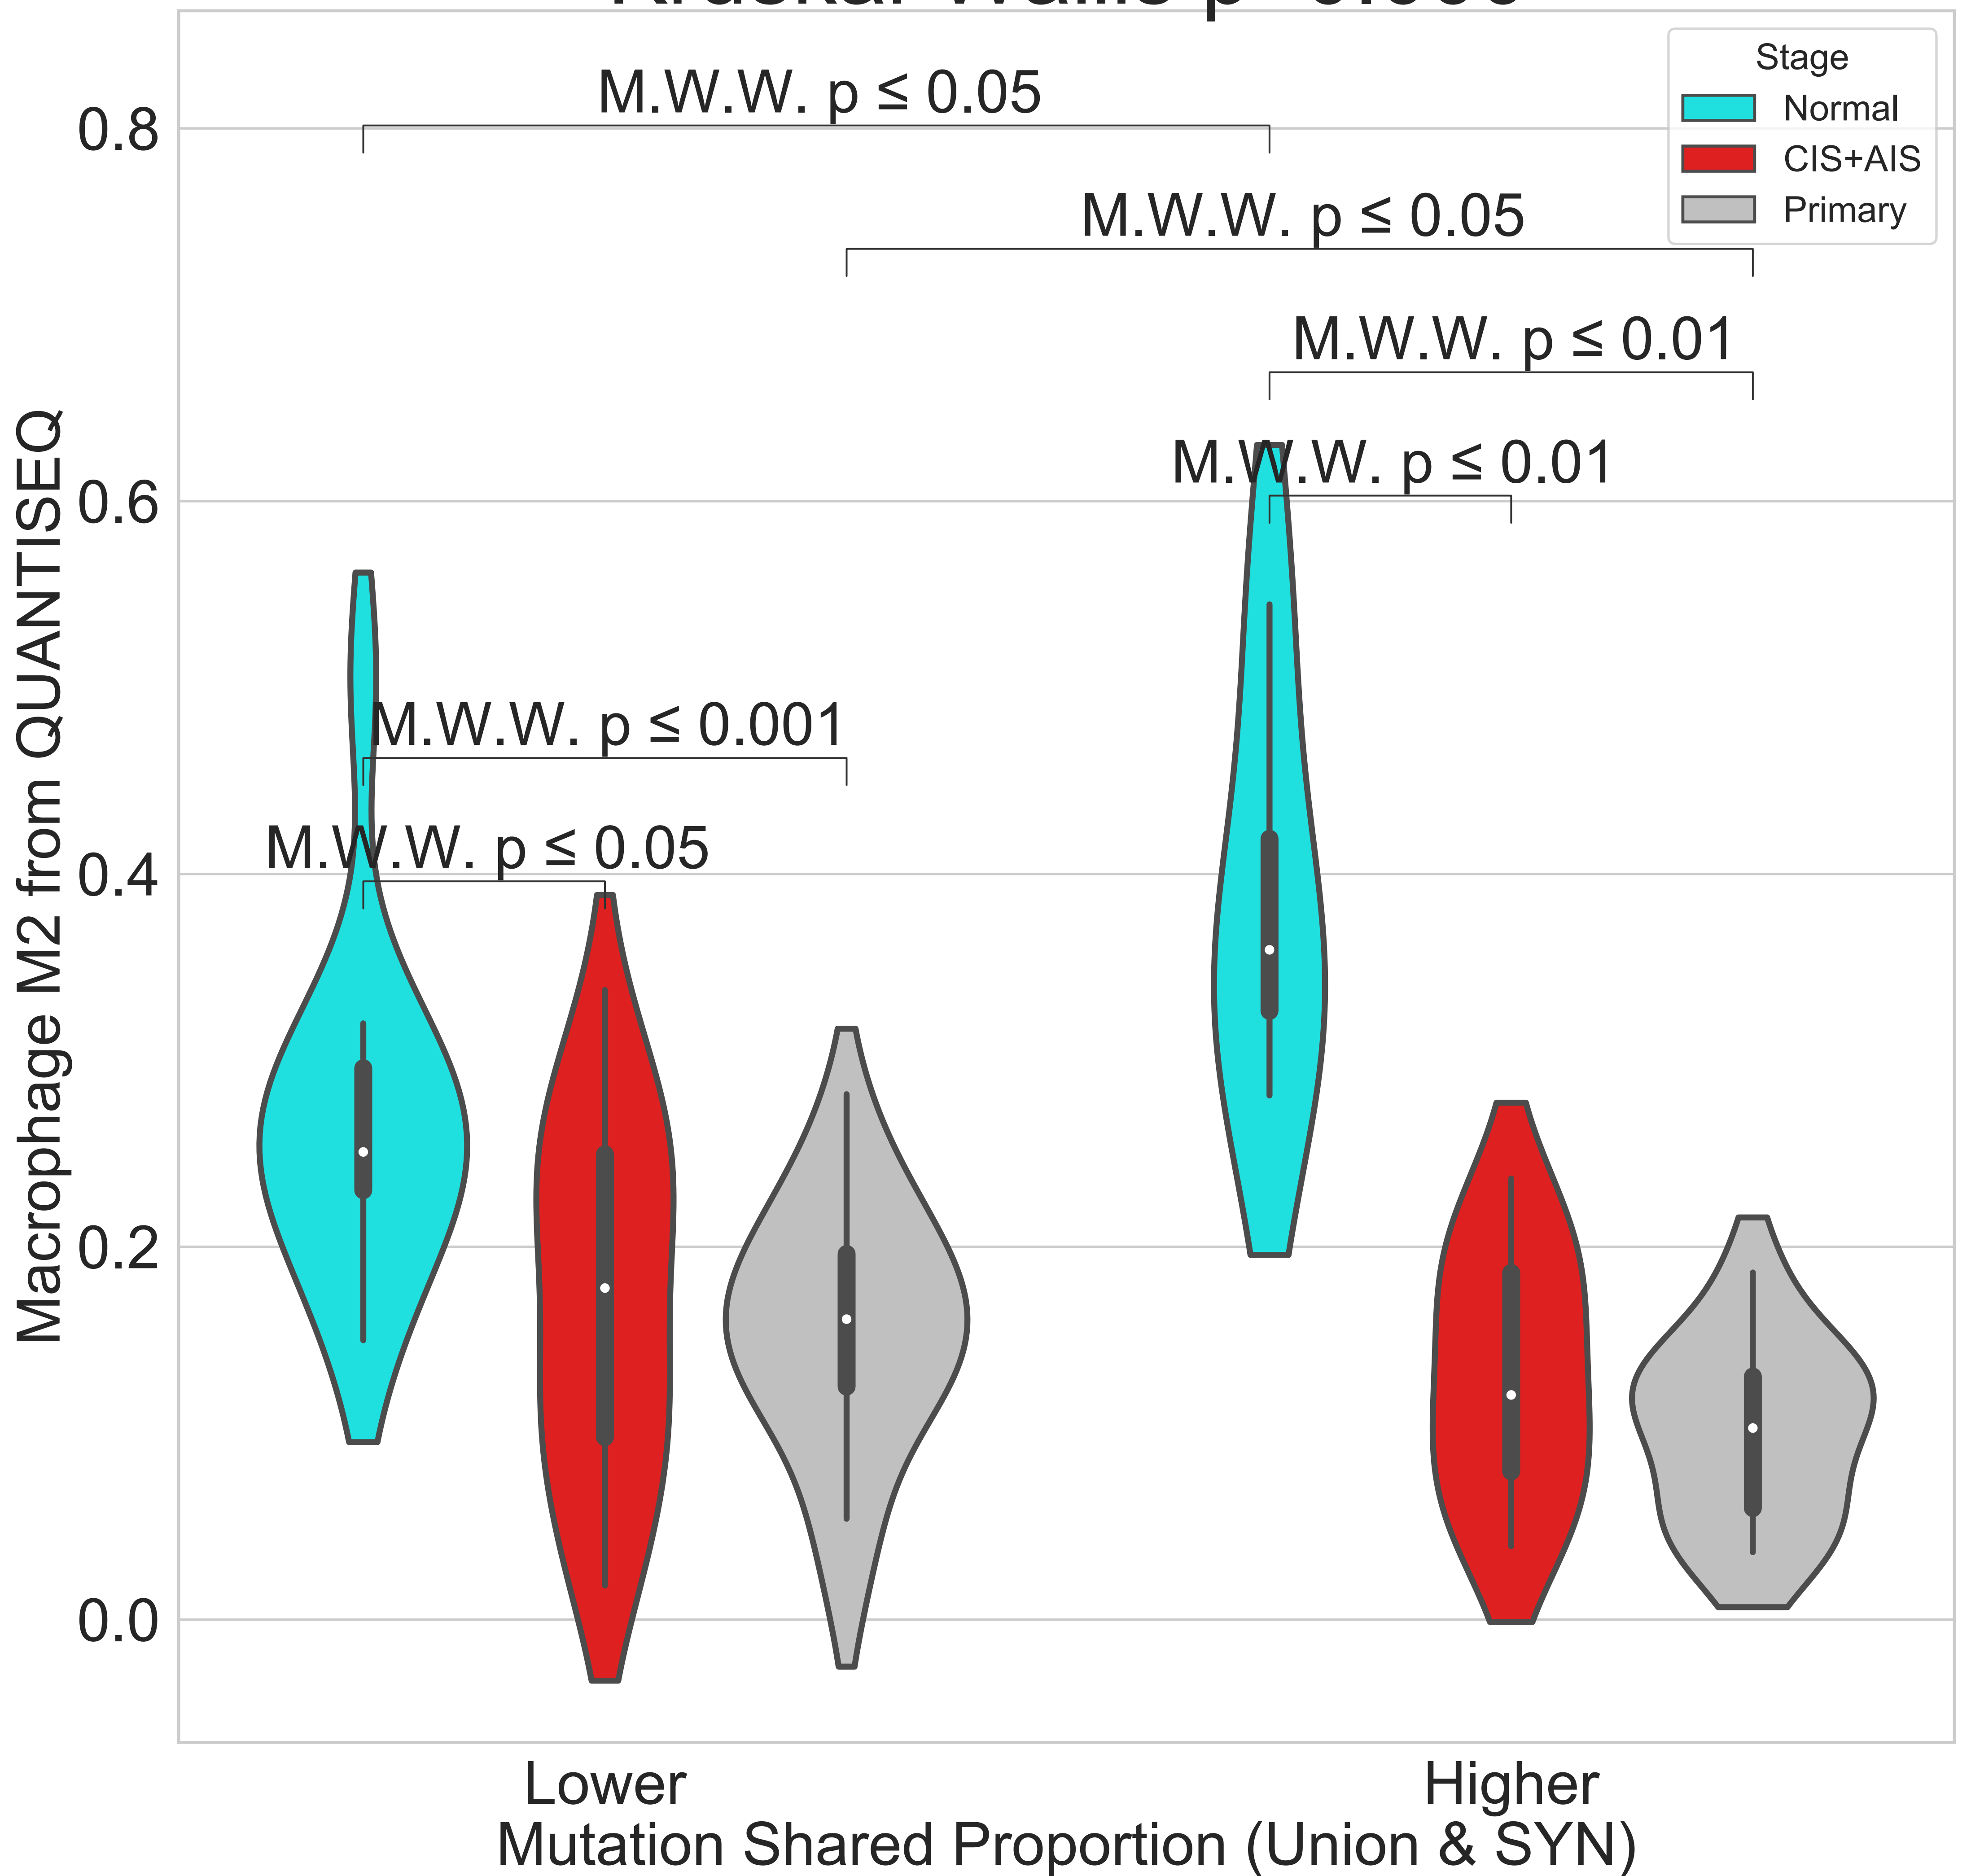 M.W.W. p ≤ 0.05
M.W.W. p ≤ 0.05
M.W.W. p ≤ 0.01
M.W.W. p ≤ 0.01
M.W.W. p ≤ 0.001
M.W.W. p ≤ 0.05
Stage
Normal
CIS+AIS
Primary
Macrophage M2 from QUANTISEQ
0.8
0.6
0.4
0.2
0.0
Lower
Higher
Mutation Shared Proportion (Union & SYN)